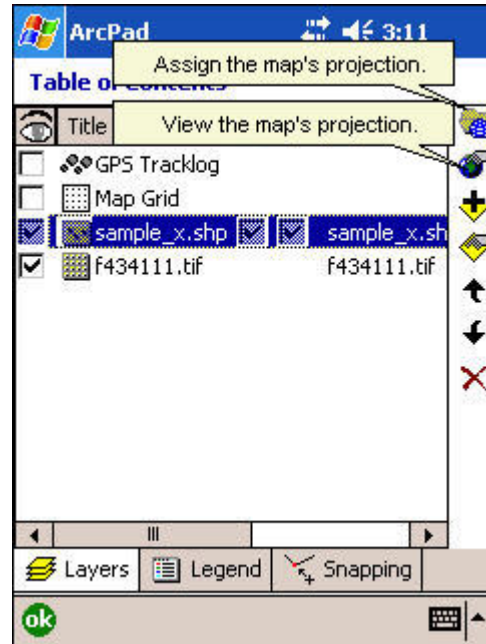 ArcPad 3:11
Assign the map's projection.
Table of Contents
Title
View the map's projection.
GPS Tracklog
Map Grid
sample_x.shp sample_x.sh
f434111.tif f434111.tif
Layers Legend Snapping
ok